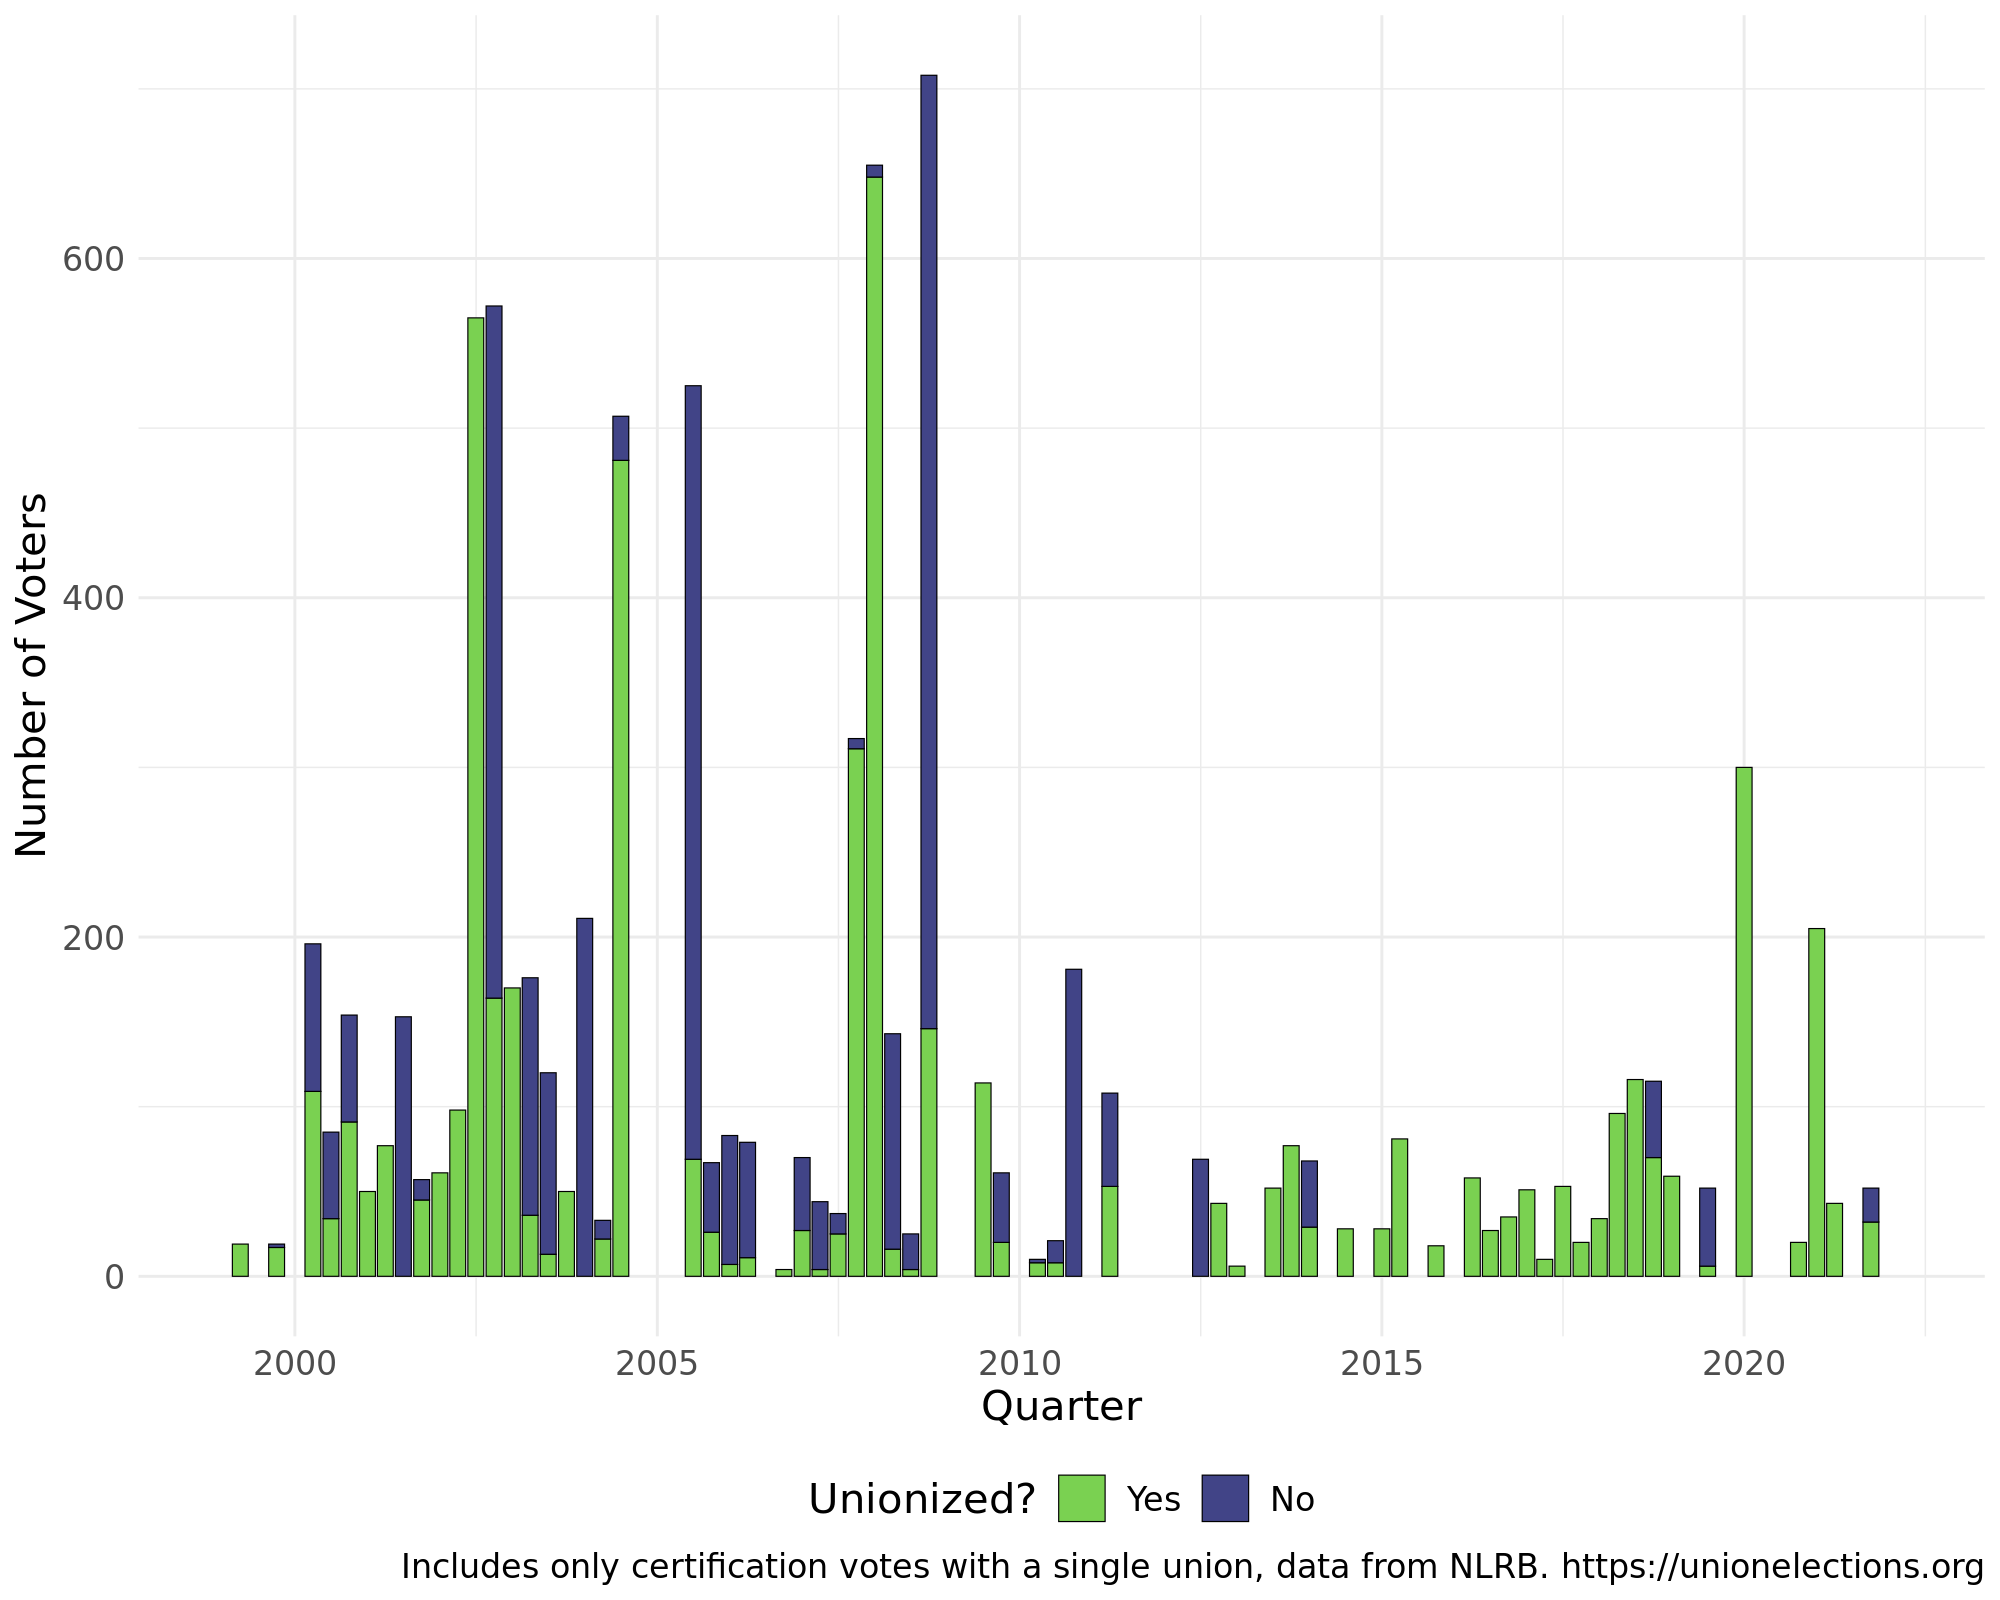 Number of Voters
600
400
200
0
2000 2005 2010 2015 2020
Quarter
Unionized? Yes No
Includes only certification votes with a single union, data from NLRB. https://unionelections.org